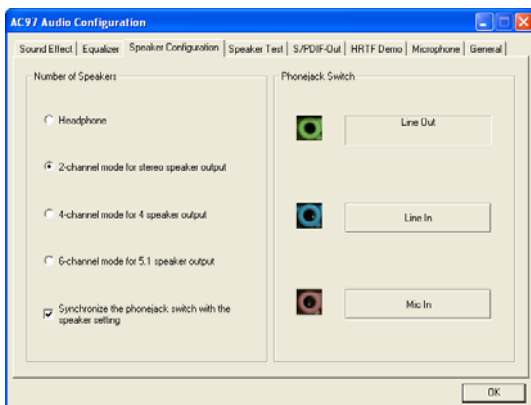 AC97 Audio Configuration
Sound Effect Equalizer Speaker Configuration Speaker Test S/PDIF-Out HRTF Demo Microphone General
Number of Speakers
Headphone
2-channel mode for stereo speaker output
4-channel mode for 4 speaker output
6-channel mode for 5.1 speaker output
Synchronize the phonejack switch with the
speaker setting
Phonejack Switch
Line Out
Line In
Mic In
OK